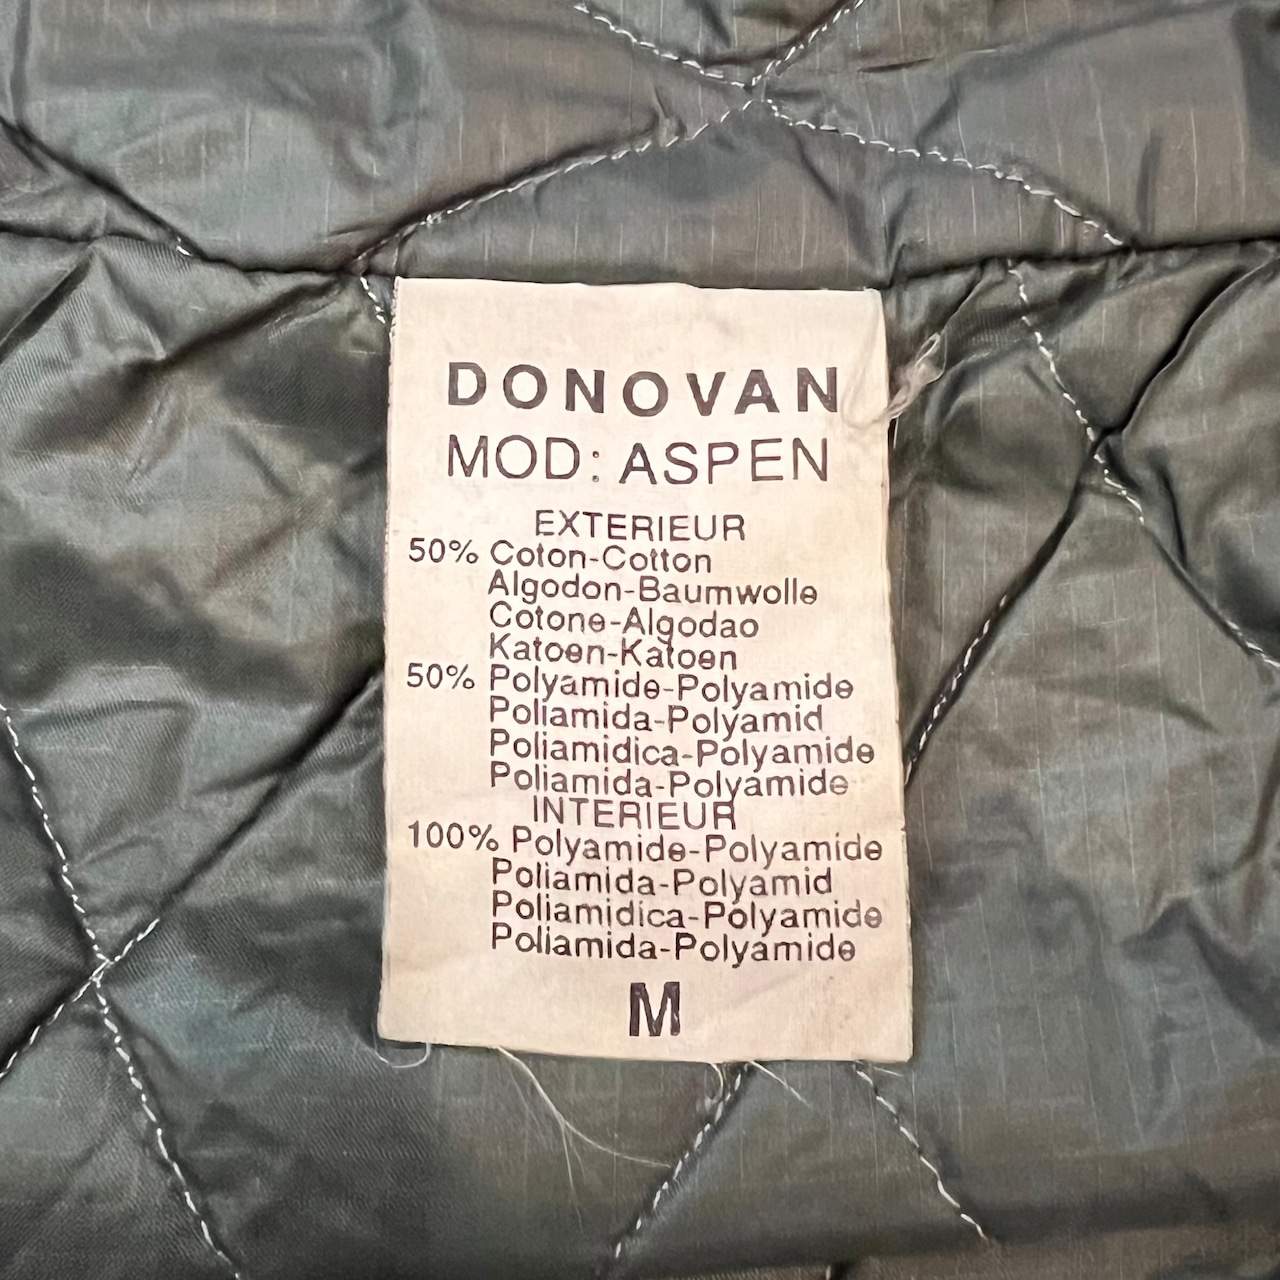 DONOVAN
MOD: ASPEN
EXTERIEUR
50% Coton-Cotton
Algodon-Baumwolle
Cotone-Algodao
Katoen-Katoen
50% Polyamide-Polyamide
Poliamida-Polyamid
Poliamidica-Polyamide
Poliamida-Polyamide
INTERIEUR
100% Polyamide-Polyamide
Poliamida-Polyamid
Poliamidica-Polyamide
Poliamida-Polyamide
M